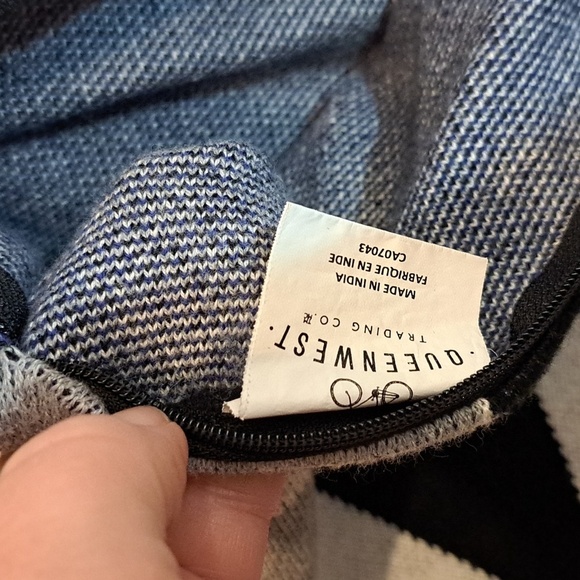 ·QUEENWEST·
TRADING CO.
MADE IN INDIA
FABRIQUE EN INDE
CA07043